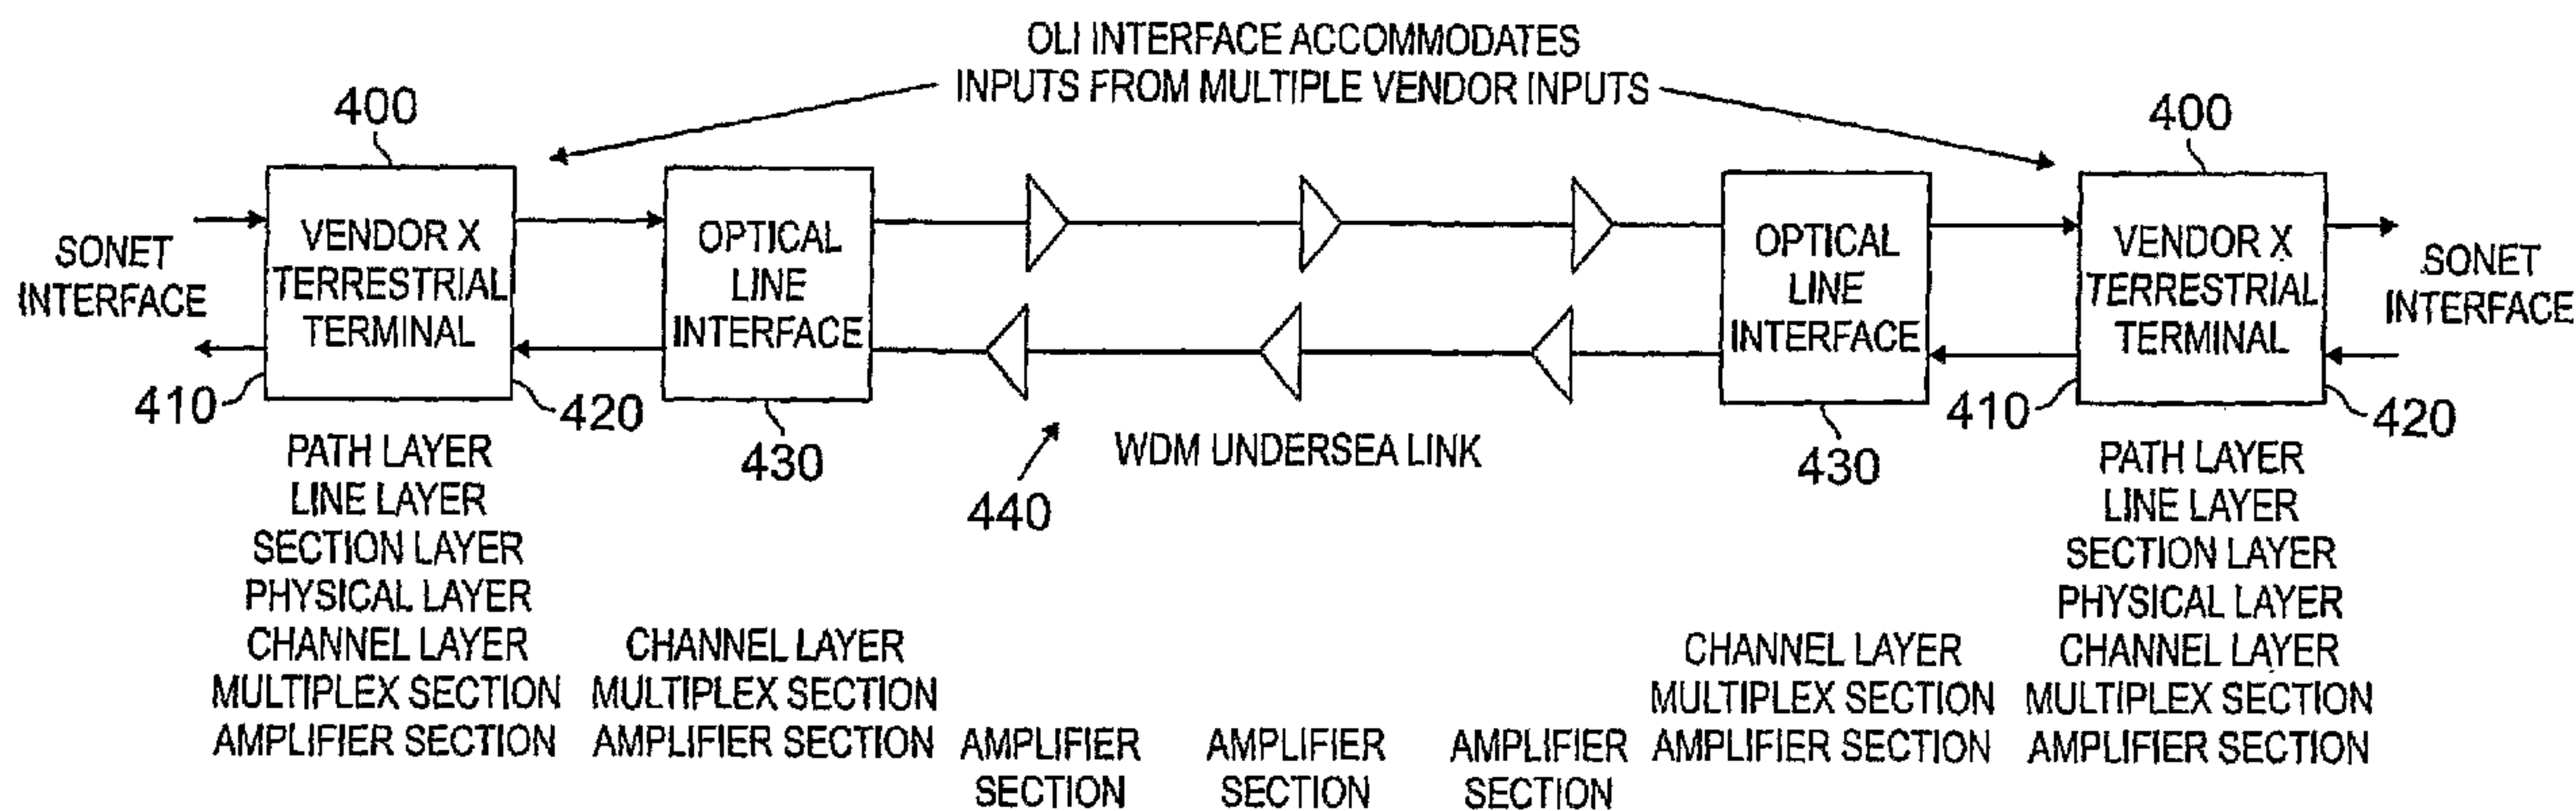 OLI INTERFACE ACCOMMODATES
INPUTS FROM MULTIPLE VENDOR INPUTS
400
400
SONET
INTERFACE
VENDOR X
TERRESTRIAL
TERMINAL
OPTICAL
LINE
INTERFACE
OPTICAL
LINE
INTERFACE
VENDOR X
TERRESTRIAL
TERMINAL
SONET
INTERFACE
410
420
430
440
WDM UNDERSEA LINK
430
410
420
PATH LAYER
LINE LAYER
SECTION LAYER
PHYSICAL LAYER
CHANNEL LAYER
MULTIPLEX SECTION
AMPLIFIER SECTION
CHANNEL LAYER
MULTIPLEX SECTION
AMPLIFIER SECTION
AMPLIFIER
SECTION
AMPLIFIER
SECTION
AMPLIFIER
SECTION
CHANNEL LAYER
MULTIPLEX SECTION
AMPLIFIER SECTION
PATH LAYER
LINE LAYER
SECTION LAYER
PHYSICAL LAYER
CHANNEL LAYER
MULTIPLEX SECTION
AMPLIFIER SECTION